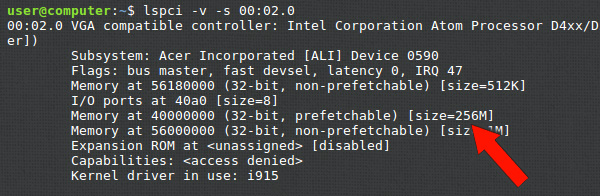 user@computer:~$ lspci -v -s 00:02.0
00:02.0 VGA compatible controller: Intel Corporation Atom Processor D4xx/D
er])
Subsystem: Acer Incorporated [ALI] Device 0590
Flags: bus master, fast devsel, latency 0, IRQ 47
Memory at 56180000 (32-bit, non-prefetchable) [size=512K]
I/O ports at 40a0 [size=8]
Memory at 40000000 (32-bit, prefetchable) [size=256M]
Memory at 56000000 (32-bit, non-prefetchable) [size=1M]
Expansion ROM at <unassigned> [disabled]
Capabilities: <access denied>
Kernel driver in use: i915